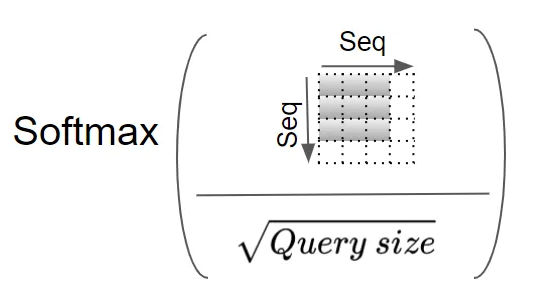 Seq
Seq
Softmax
√Query size